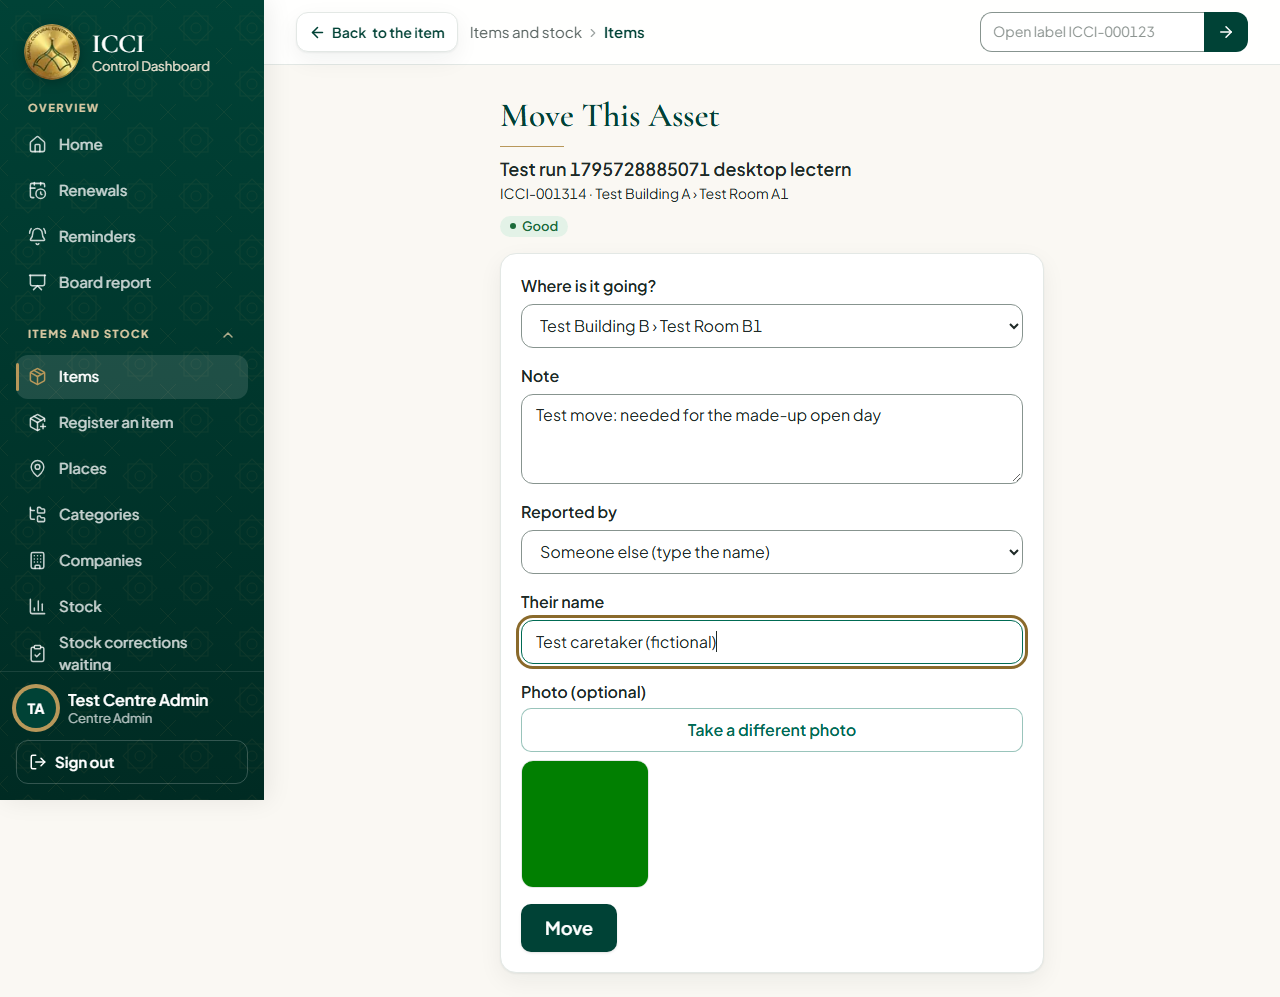 ICCI
Control Dashboard
OVERVIEW
Home
Renewals
Reminders
Board report
ITEMS AND STOCK
Items
Register an item
Places
Categories
Companies
Stock
Stock corrections
waiting
TA
Test Centre Admin
Centre Admin
Sign out
Back to the item
Items and stock › Items
Open label ICCI-000123
Move This Asset
Test run 1795728885071 desktop lectern
ICCI-001314 · Test Building A › Test Room A1
Good
Where is it going?
Test Building B › Test Room B1
Note
Test move: needed for the made-up open day
Reported by
Someone else (type the name)
Their name
Test caretaker (fictional)
Photo (optional)
Take a different photo
Move